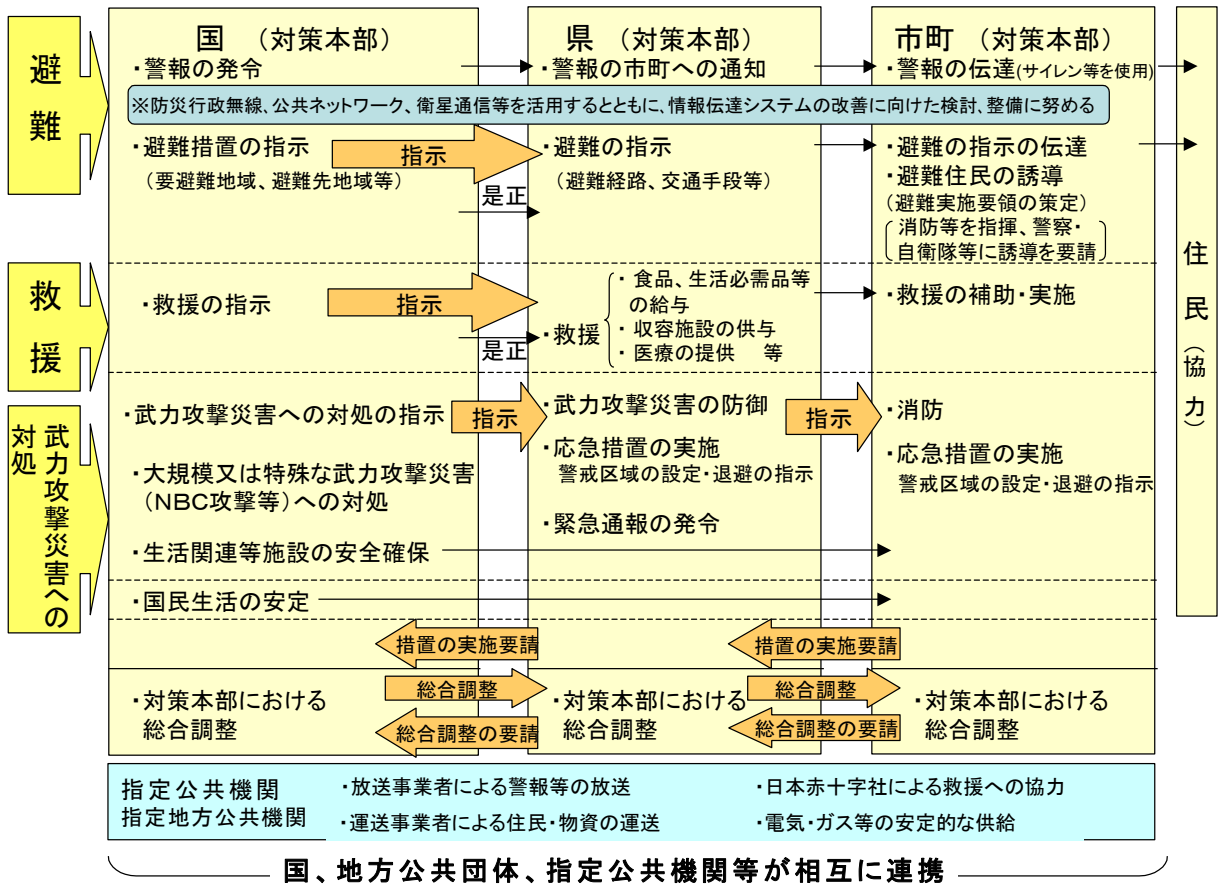 避難
国 (対策本部)
県 (対策本部)
市町 (対策本部)
・警報の発令
・警報の市町への通知
・警報の伝達(サイレン等を使用)
※防災行政無線、公共ネットワーク、衛星通信等を活用するとともに、情報伝達システムの改善に向けた検討、整備に努める
・避難措置の指示
(要避難地域、避難先地域等)
指示
是正
・避難の指示
(避難経路、交通手段等)
・避難の指示の伝達
・避難住民の誘導
(避難実施要領の策定)
消防等を指揮、警察・
自衛隊等に誘導を要請
救援
・救援の指示
指示
是正
・救援
・食品、生活必需品等
の給与
・収容施設の供与
・医療の提供 等
・救援の補助・実施
武力攻撃災害への
対処
・武力攻撃災害への対処の指示
指示
・武力攻撃災害の防御
指示
・消防
・応急措置の実施
警戒区域の設定・退避の指示
・応急措置の実施
警戒区域の設定・退避の指示
・大規模又は特殊な武力攻撃災害
(NBC攻撃等)への対処
・緊急通報の発令
・生活関連等施設の安全確保
・国民生活の安定
措置の実施要請
措置の実施要請
・対策本部における
総合調整
総合調整
総合調整の要請
・対策本部における
総合調整
総合調整
総合調整の要請
・対策本部における
総合調整
住民(協力)
指定公共機関
指定地方公共機関
・放送事業者による警報等の放送
・日本赤十字社による救援への協力
・運送事業者による住民・物資の運送
・電気・ガス等の安定的な供給
国、地方公共団体、指定公共機関等が相互に連携